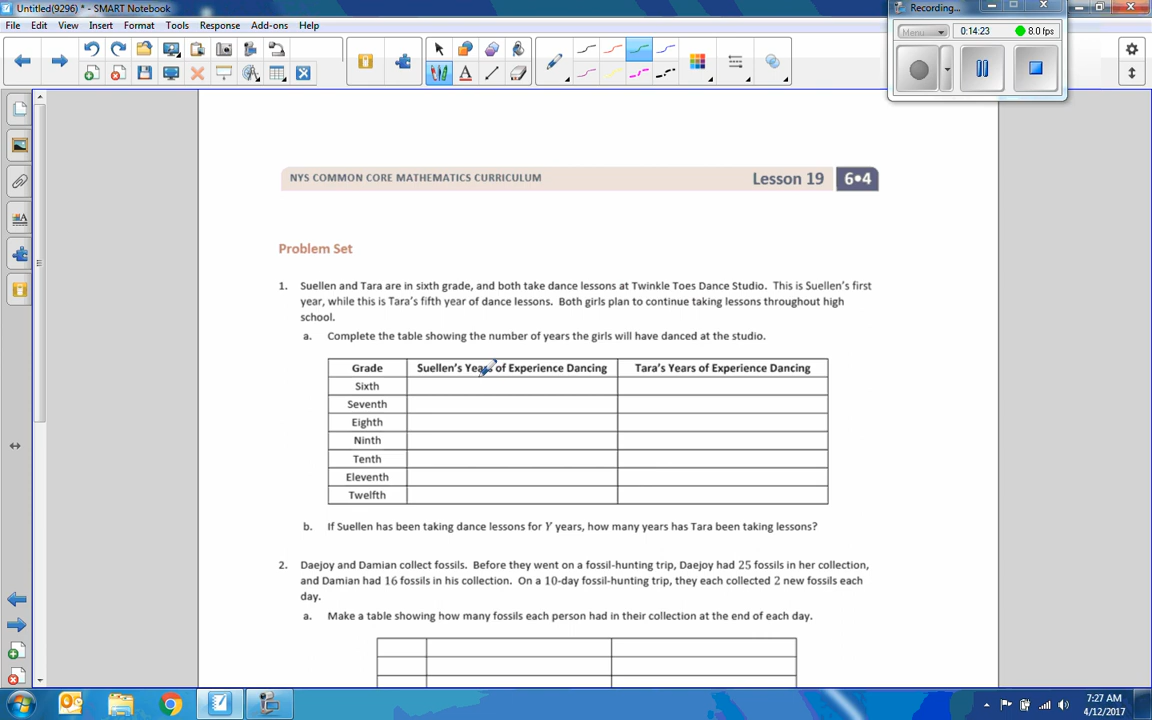 Untitled(9296) * - SMART Notebook
Recording...
File Edit View Insert Format Tools Response Add-ons Help
Menu 0:14:23 8.0 fps
NYS COMMON CORE MATHEMATICS CURRICULUM Lesson 19 6•4
Problem Set
1. Suellen and Tara are in sixth grade, and both take dance lessons at Twinkle Toes Dance Studio. This is Suellen's first
year, while this is Tara's fifth year of dance lessons. Both girls plan to continue taking lessons throughout high
school.
a. Complete the table showing the number of years the girls will have danced at the studio.
Grade Suellen's Years of Experience Dancing Tara's Years of Experience Dancing
Sixth
Seventh
Eighth
Ninth
Tenth
Eleventh
Twelfth
b. If Suellen has been taking dance lessons for Y years, how many years has Tara been taking lessons?
2. Daejoy and Damian collect fossils. Before they went on a fossil-hunting trip, Daejoy had 25 fossils in her collection,
and Damian had 16 fossils in his collection. On a 10-day fossil-hunting trip, they each collected 2 new fossils each
day.
a. Make a table showing how many fossils each person had in their collection at the end of each day.
7:27 AM
4/12/2017